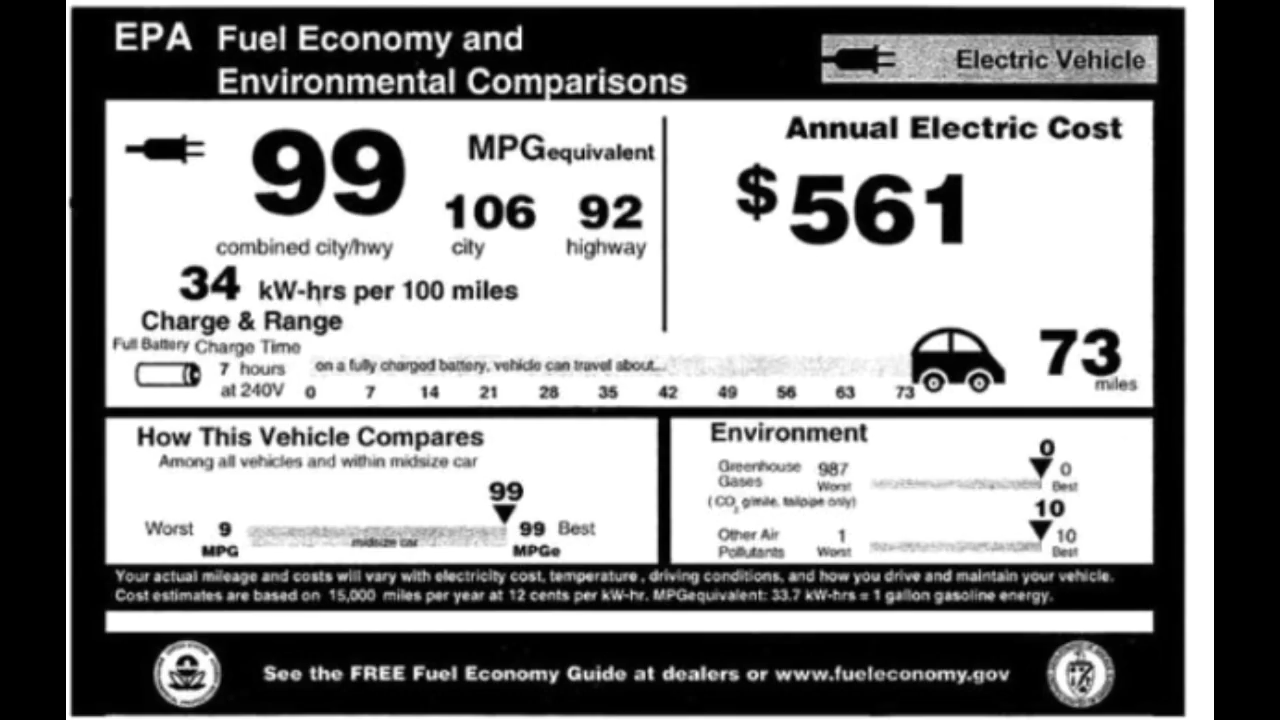 EPA Fuel Economy and
Environmental Comparisons
Electric Vehicle
99 MPGequivalent
106 92
combined city/hwy city highway
34 kW-hrs per 100 miles
Annual Electric Cost
$561
Charge & Range
Full Battery Charge Time
7 hours
at 240V
on a fully charged battery, vehicle can travel about...
0 7 14 21 28 35 42 49 56 63 73
73
miles
How This Vehicle Compares
Among all vehicles and within midsize car
99
Worst 9 99 Best
MPG midsize car MPGe
Environment
0
Greenhouse 987 0
Gases Worst Best
(CO2 g/mile, tailpipe only)
10
Other Air 1 10
Pollutants Worst Best
Your actual mileage and costs will vary with electricity cost, temperature , driving conditions, and how you drive and maintain your vehicle.
Cost estimates are based on 15,000 miles per year at 12 cents per kW-hr. MPGequivalent: 33.7 kW-hrs = 1 gallon gasoline energy.
See the FREE Fuel Economy Guide at dealers or www.fueleconomy.gov